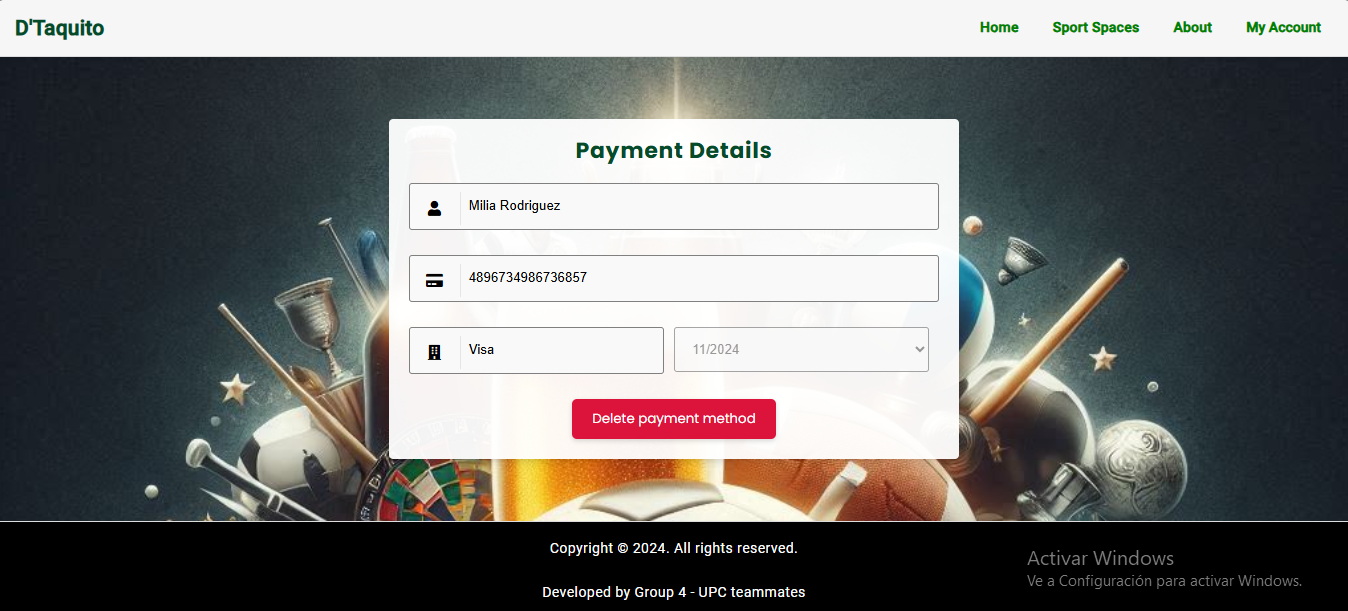 D'Taquito
Home
Sport Spaces
About
My Account
Payment Details
Milia Rodriguez
4896734986736857
Visa
11/2024
Delete payment method
Copyright © 2024. All rights reserved.
Developed by Group 4 - UPC teammates
Activar Windows
Ve a Configuración para activar Windows.